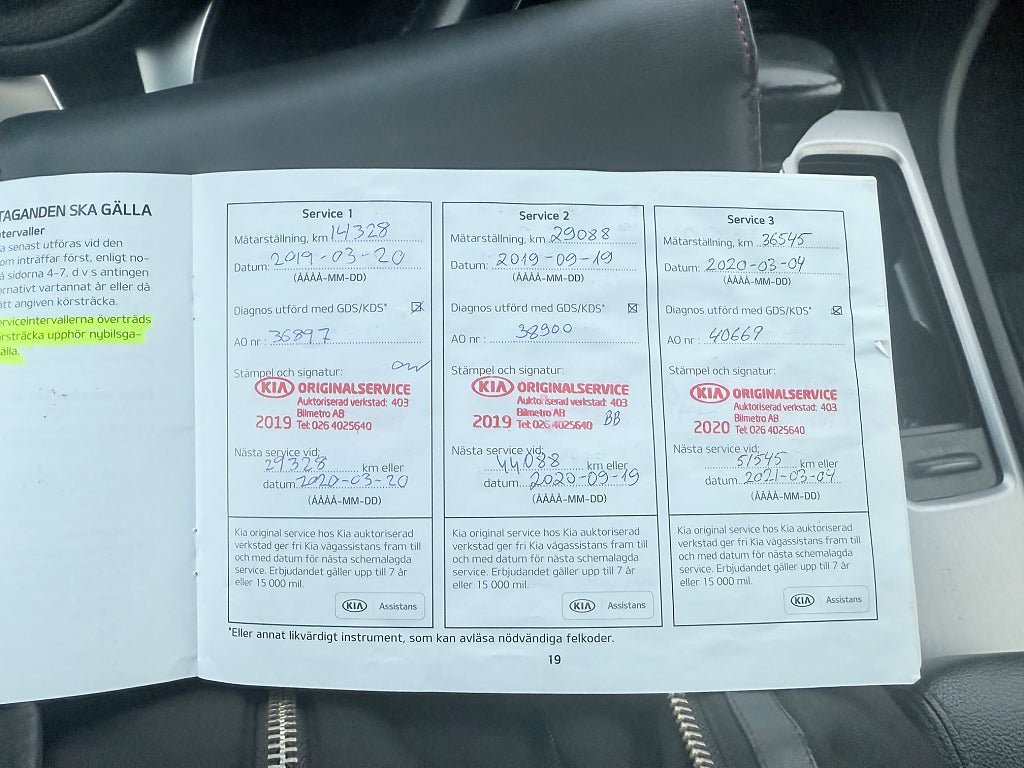 TAGANDEN SKA GÄLLA
ntervaller
a senast utföras vid den
om inträffar först, enligt no-
å sidorna 4-7, d v s antingen
ernativt vartannat år eller då
ått angiven körsträcka.
erviceintervallerna överträds
örsträcka upphör nybilsga-
älla.
Service 1
Mätarställning, km 14328
Datum: 2019-03-20
(ÅÅÅÅ-MM-DD)
Diagnos utförd med GDS/KDS*
AO nr : 36897
Stämpel och signatur:
KIA ORIGINALSERVICE
Auktoriserad verkstad: 403
Bilmetro AB
2019 Tel: 026 4025640
Nästa service vid:
29328 km eller
datum 2020-03-20
(ÅÅÅÅ-MM-DD)
Kia original service hos Kia auktoriserad
verkstad ger fri Kia vägassistans fram till
och med datum för nästa schemalagda
service. Erbjudandet gäller upp till 7 år
eller 15 000 mil.
KIA Assistans
Service 2
Mätarställning, km 29088
Datum: 2019-09-19
(ÅÅÅÅ-MM-DD)
Diagnos utförd med GDS/KDS*
AO nr : 38900
Stämpel och signatur:
KIA ORIGINALSERVICE
Auktoriserad verkstad: 403
Bilmetro AB BB
2019 Tel: 026 4025640
Nästa service vid:
44088 km eller
datum 2020-09-19
(ÅÅÅÅ-MM-DD)
Kia original service hos Kia auktoriserad
verkstad ger fri Kia vägassistans fram till
och med datum för nästa schemalagda
service. Erbjudandet gäller upp till 7 år
eller 15 000 mil.
KIA Assistans
Service 3
Mätarställning, km 36545
Datum: 2020-03-04
(ÅÅÅÅ-MM-DD)
Diagnos utförd med GDS/KDS*
AO nr : 40669
Stämpel och signatur:
KIA ORIGINALSERVICE
Auktoriserad verkstad: 403
Bilmetro AB
2020 Tel: 026 4025640
Nästa service vid:
51545 km eller
datum 2021-03-04
(ÅÅÅÅ-MM-DD)
Kia original service hos Kia auktoriserad
verkstad ger fri Kia vägassistans fram till
och med datum för nästa schemalagda
service. Erbjudandet gäller upp till 7 år
eller 15 000 mil.
KIA Assistans
*Eller annat likvärdigt instrument, som kan avläsa nödvändiga felkoder.
19